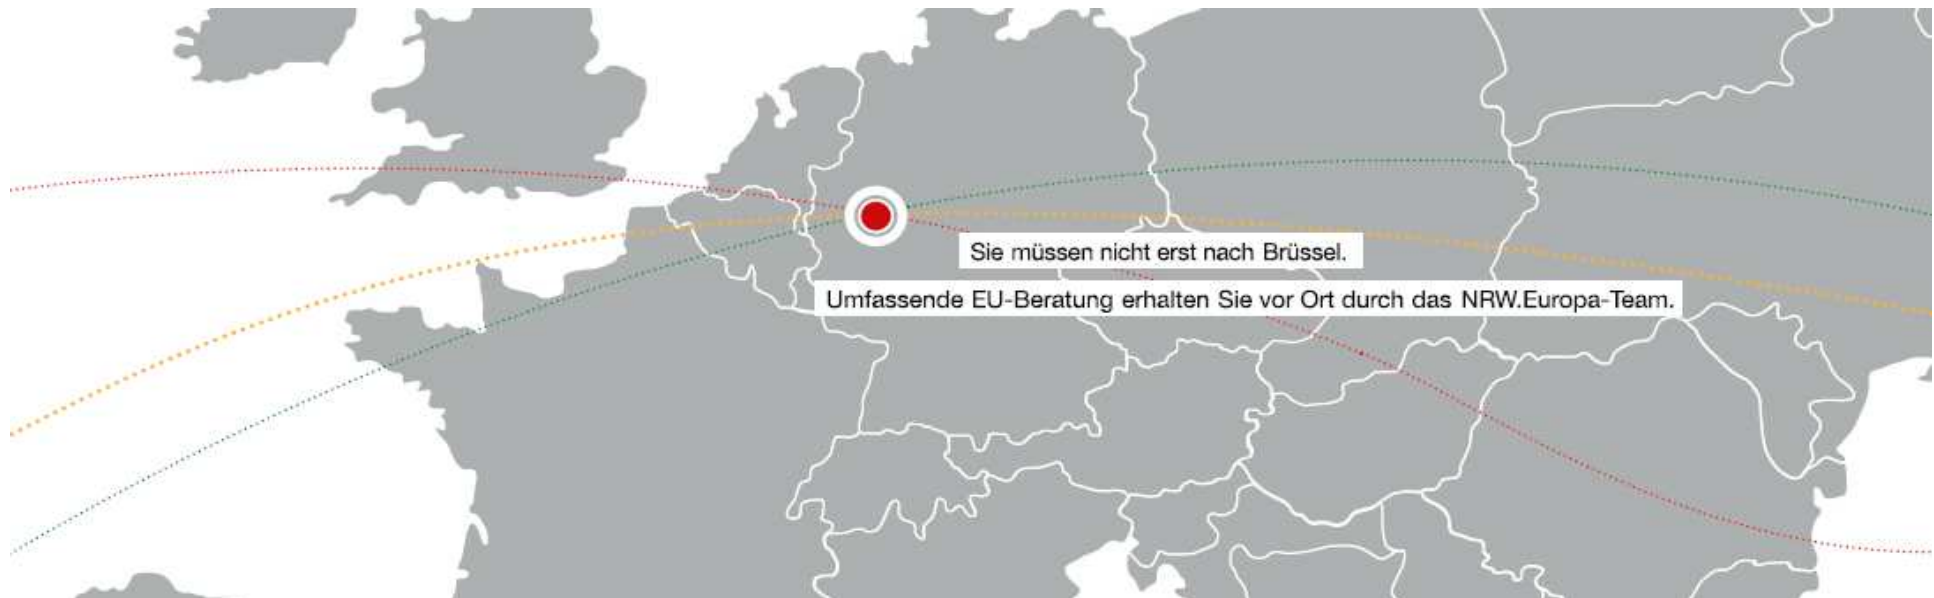 Sie müssen nicht erst nach Brüssel.
Umfassende EU-Beratung erhalten Sie vor Ort durch das NRW.Europa-Team.